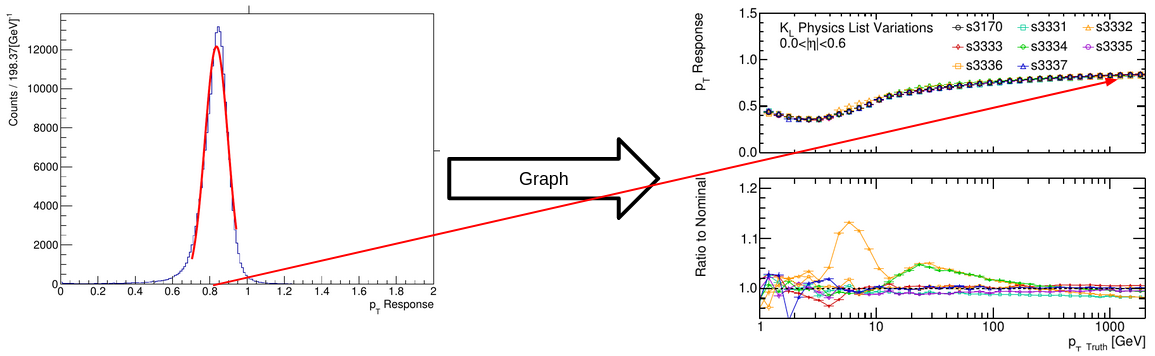 Counts / 198.37[GeV]⁻¹
12000
10000
8000
6000
4000
2000
0
0 0.2 0.4 0.6 0.8 1 1.2 1.4 1.6 1.8 2
p_T Response
Graph
p_T Response
1.5
1.0
0.5
0.0
K_L Physics List Variations
0.0<|η|<0.6
s3170 s3331 s3332
s3333 s3334 s3335
s3336 s3337
Ratio to Nominal
1.2
1.1
1.0
1 10 100 1000
p_T Truth [GeV]